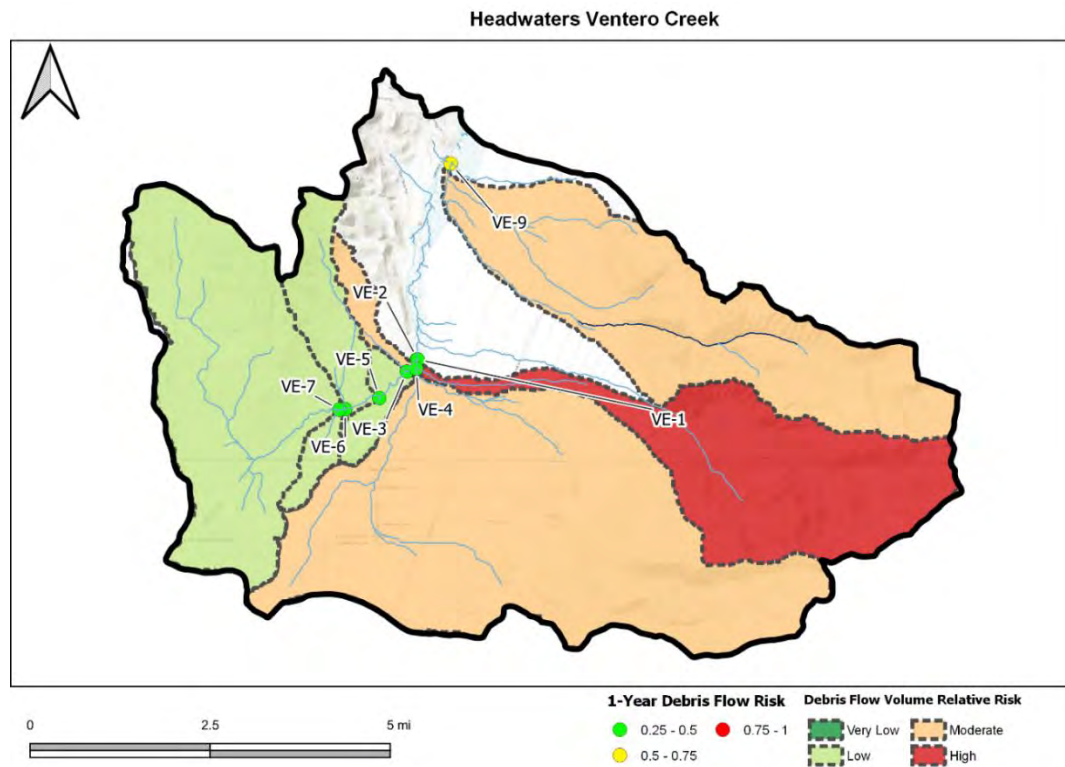 Headwaters Ventero Creek
VE-9
VE-2
VE-5
VE-7
VE-3
VE-4
VE-1
VE-6
0 2.5 5 mi
1-Year Debris Flow Risk
0.25 - 0.5
0.75 - 1
0.5 - 0.75
Debris Flow Volume Relative Risk
Very Low
Moderate
Low
High